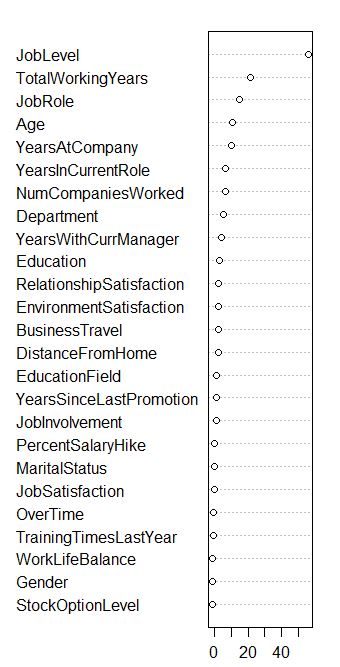 JobLevel
TotalWorkingYears
JobRole
Age
YearsAtCompany
YearsInCurrentRole
NumCompaniesWorked
Department
YearsWithCurrManager
Education
RelationshipSatisfaction
EnvironmentSatisfaction
BusinessTravel
DistanceFromHome
EducationField
YearsSinceLastPromotion
JobInvolvement
PercentSalaryHike
MaritalStatus
JobSatisfaction
OverTime
TrainingTimesLastYear
WorkLifeBalance
Gender
StockOptionLevel
0 20 40